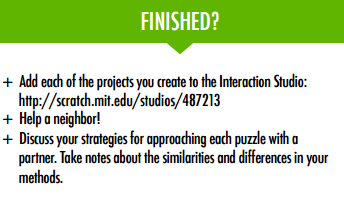 FINISHED?
+ Add each of the projects you create to the Interaction Studio:
http://scratch.mit.edu/studios/487213
+ Help a neighbor!
+ Discuss your strategies for approaching each puzzle with a
partner. Take notes about the similarities and differences in your
methods.